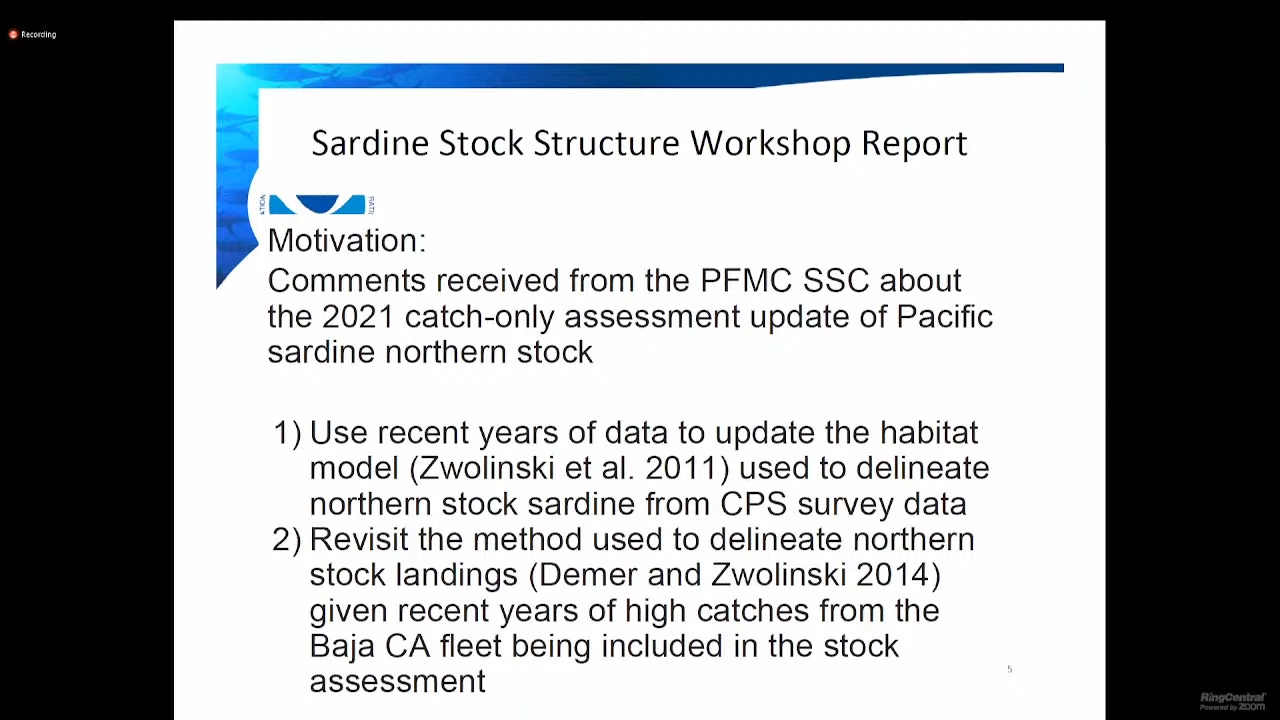 Recording
Sardine Stock Structure Workshop Report
Motivation:
Comments received from the PFMC SSC about
the 2021 catch-only assessment update of Pacific
sardine northern stock
1) Use recent years of data to update the habitat
model (Zwolinski et al. 2011) used to delineate
northern stock sardine from CPS survey data
2) Revisit the method used to delineate northern
stock landings (Demer and Zwolinski 2014)
given recent years of high catches from the
Baja CA fleet being included in the stock
assessment
5
RingCentral
Powered by zoom